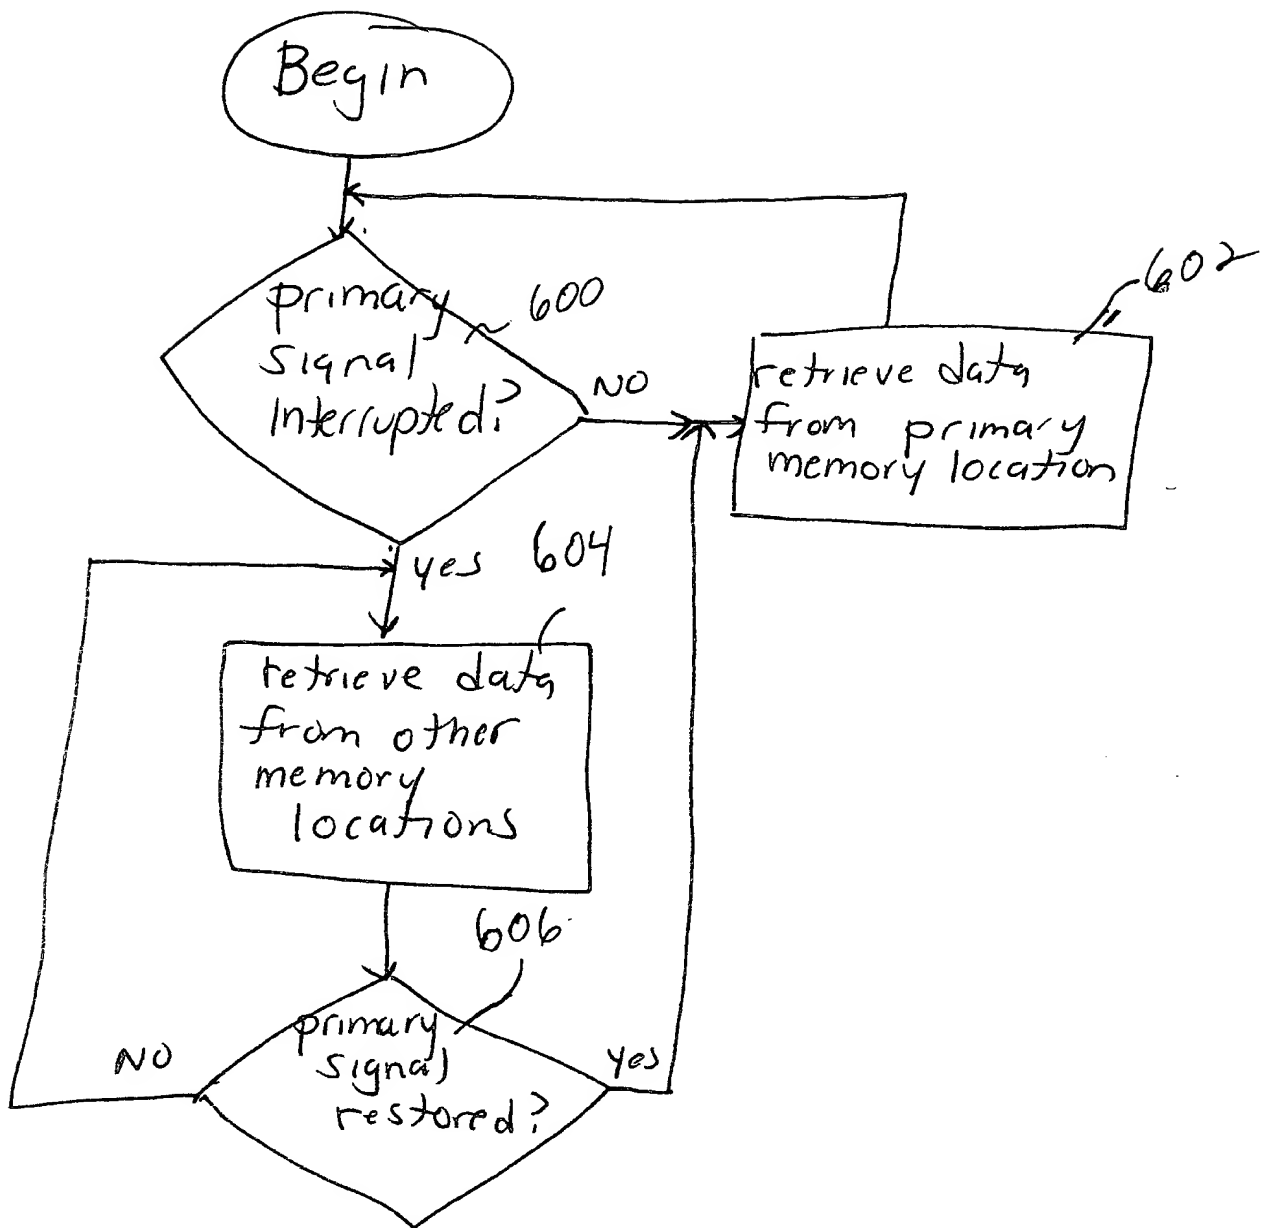 Begin
primary
signal
Interrupted?
600
NO
602
retrieve data
from primary
memory location
yes
604
retrieve data
from other
memory
locations
606
primary
signal
restored?
NO
yes